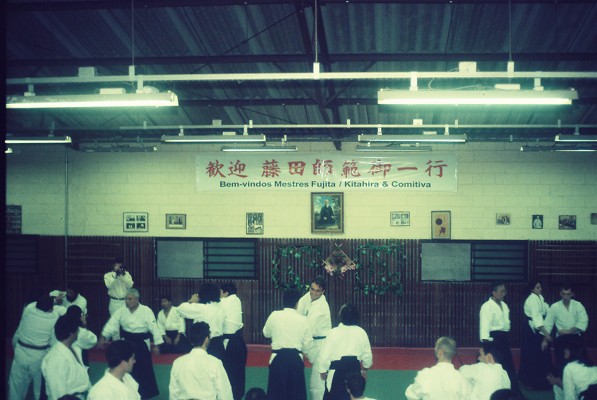 歓迎 藤田師範御一行
Bem-vindos Mestres Fujita / Kitahira & Comitiva